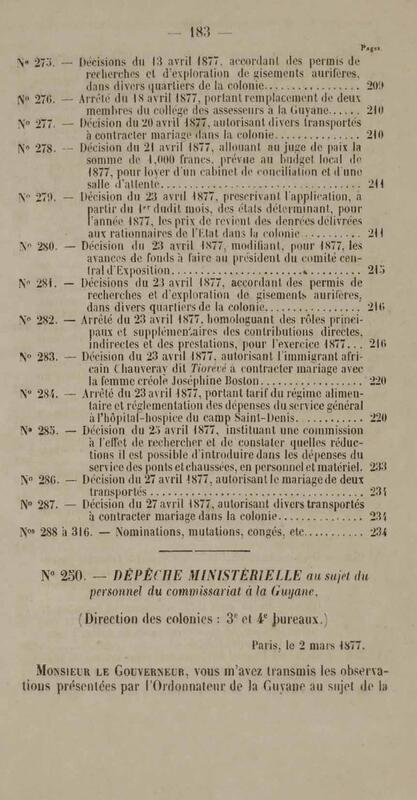 — 183 —
Pages.
N° 275. — Décisions du 13 avril 1877, accordant des permis de
recherches et d'exploration de gisements aurifères,
dans divers quartiers de la colonie................... 209
N° 276. — Arrêté du 18 avril 1877, portant remplacement de deux
membres du collége des assesseurs à la Guyane...... 210
N° 277. — Décision du 20 avril 1877, autorisant divers transportés
à contracter mariage dans la colonie................ 210
N° 278. — Décision du 21 avril 1877, allouant au juge de paix la
somme de 1,000 francs, prévue au budget local de
1877, pour loyer d'un cabinet de conciliation et d'une
salle d'attente.................................... 211
N° 279. — Décision du 23 avril 1877, prescrivant l'application, à
partir du 1er dudit mois, des états déterminant, pour
l'année 1877, les prix de revient des denrées délivrées
aux rationnaires de l'Etat dans la colonie........... 211
N° 280. — Décision du 23 avril 1877, modifiant, pour 1877, les
avances de fonds à faire au président du comité cen-
tral d'Exposition.................................. 215
N° 281. — Décisions du 23 avril 1877, accordant des permis de
recherches et d'exploration de gisements aurifères,
dans divers quartiers de la colonie.................. 216
N° 282. — Arrêté du 23 avril 1877, homologuant des rôles princi-
paux et supplémentaires des contributions directes,
indirectes et des prestations, pour l'exercice 1877... 216
N° 283. — Décision du 23 avril 1877, autorisant l'immigrant afri-
cain Chauveray dit Tiorévé à contracter mariage avec
la femme créole Joséphine Boston................... 220
N° 284. — Arrêté du 23 avril 1877, portant tarif du régime alimen-
taire et réglementation des dépenses du service général
à l'hôpital-hospice du camp Saint-Denis............. 220
N° 285. — Décision du 25 avril 1877, instituant une commission
à l'effet de rechercher et de constater quelles réduc-
tions il est possible d'introduire dans les dépenses du
service des ponts et chaussées, en personnel et matériel. 233
N° 286. — Décision du 27 avril 1877, autorisant le mariage de deux
transportés...................................... 234
N° 287. — Décision du 27 avril 1877, autorisant divers transportés
à contracter mariage dans la colonie................ 234
Nos 288 à 316. — Nominations, mutations, congés, etc........... 234
N° 250. — DÉPÊCHE MINISTÉRIELLE au sujet du
personnel du commissariat à la Guyane.
(Direction des colonies : 3e et 4e bureaux.)
Paris, le 2 mars 1877.
MONSIEUR LE GOUVERNEUR, vous m'avez transmis les observa-
tions présentées par l'Ordonnateur de la Guyane au sujet de la